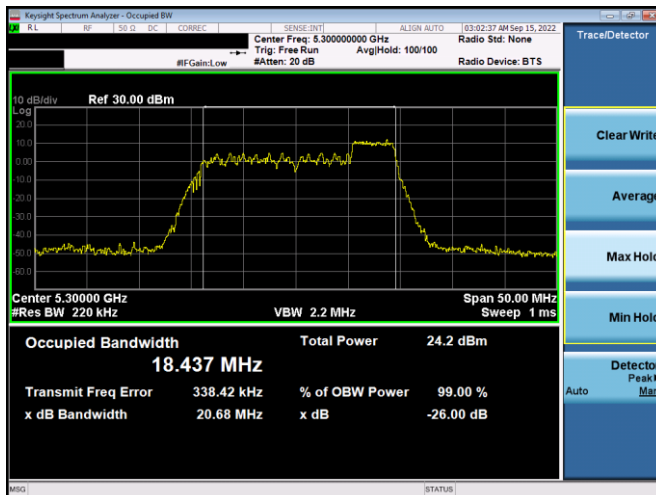 Keysight Spectrum Analyzer - Occupied BW
RL RF 50 Ω DC CORREC SENSE:INT ALIGN AUTO 03:02:37 AM Sep 15, 2022
Center Freq: 5.300000000 GHz Radio Std: None
Trig: Free Run Avg|Hold: 100/100
#IFGain:Low #Atten: 20 dB Radio Device: BTS
Trace/Detector
10 dB/div Ref 30.00 dBm
Log
20.0
10.0
0.00
-10.0
-20.0
-30.0
-40.0
-50.0
-60.0
Center 5.30000 GHz Span 50.00 MHz
#Res BW 220 kHz VBW 2.2 MHz Sweep 1 ms
Occupied Bandwidth Total Power 24.2 dBm
18.437 MHz
Transmit Freq Error 338.42 kHz % of OBW Power 99.00 %
x dB Bandwidth 20.68 MHz x dB -26.00 dB
Clear Write
Average
Max Hold
Min Hold
Detector
Peak
Auto Man
MSG STATUS